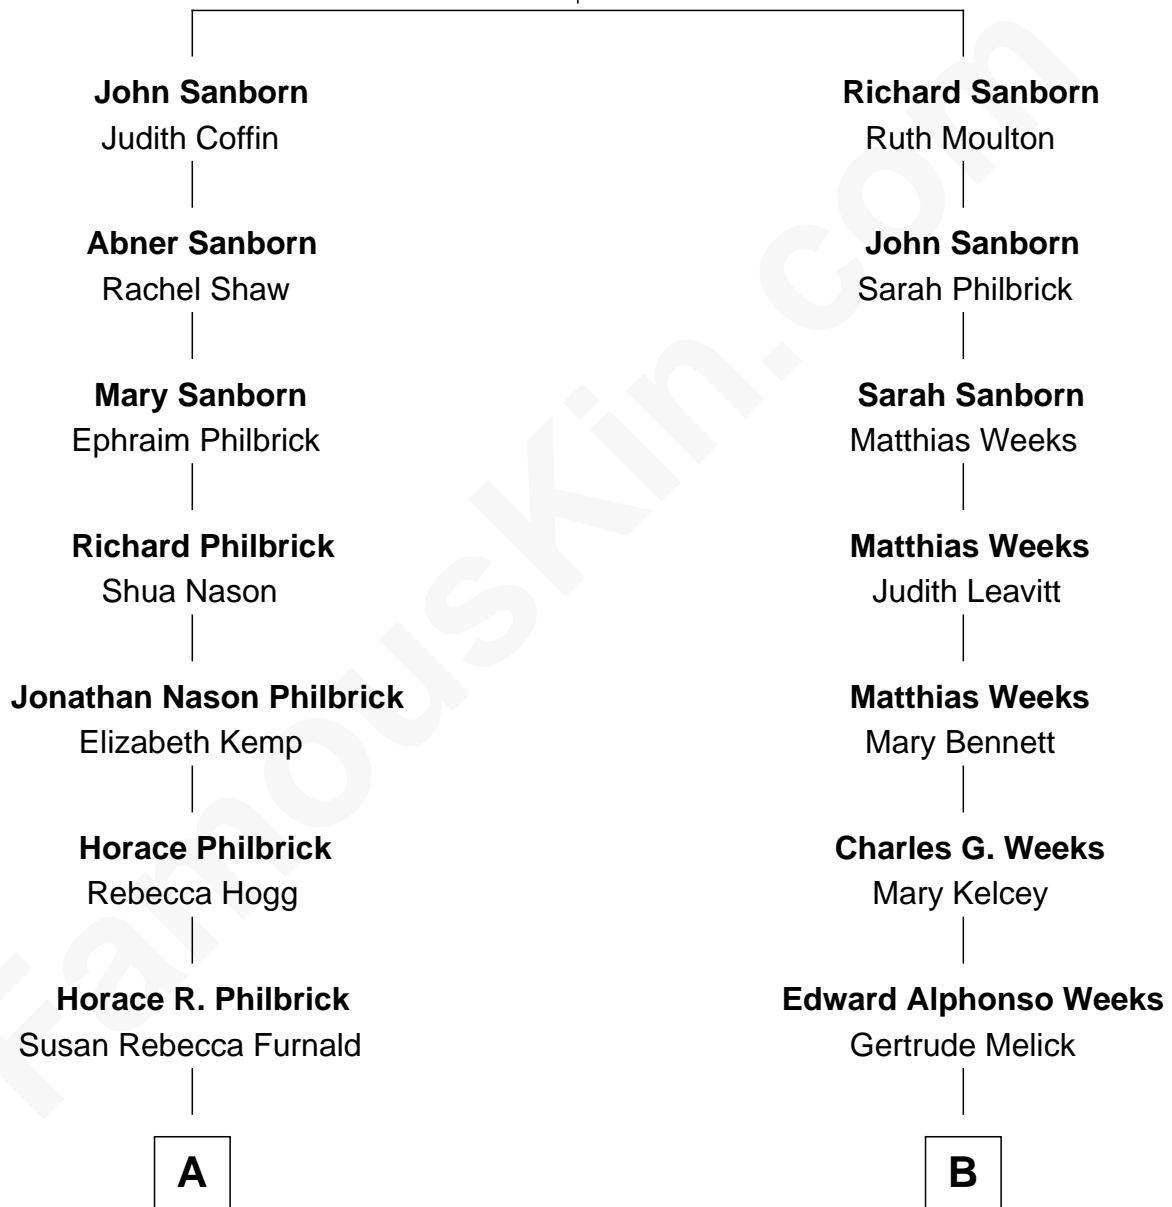 John Sanborn
Judith Coffin
Richard Sanborn
Ruth Moulton
Abner Sanborn
Rachel Shaw
John Sanborn
Sarah Philbrick
Mary Sanborn
Ephraim Philbrick
Sarah Sanborn
Matthias Weeks
Richard Philbrick
Shua Nason
Matthias Weeks
Judith Leavitt
Jonathan Nason Philbrick
Elizabeth Kemp
Matthias Weeks
Mary Bennett
Horace Philbrick
Rebecca Hogg
Charles G. Weeks
Mary Kelcey
Horace R. Philbrick
Susan Rebecca Furnald
Edward Alphonso Weeks
Gertrude Melick
A
B
FamousKin.com